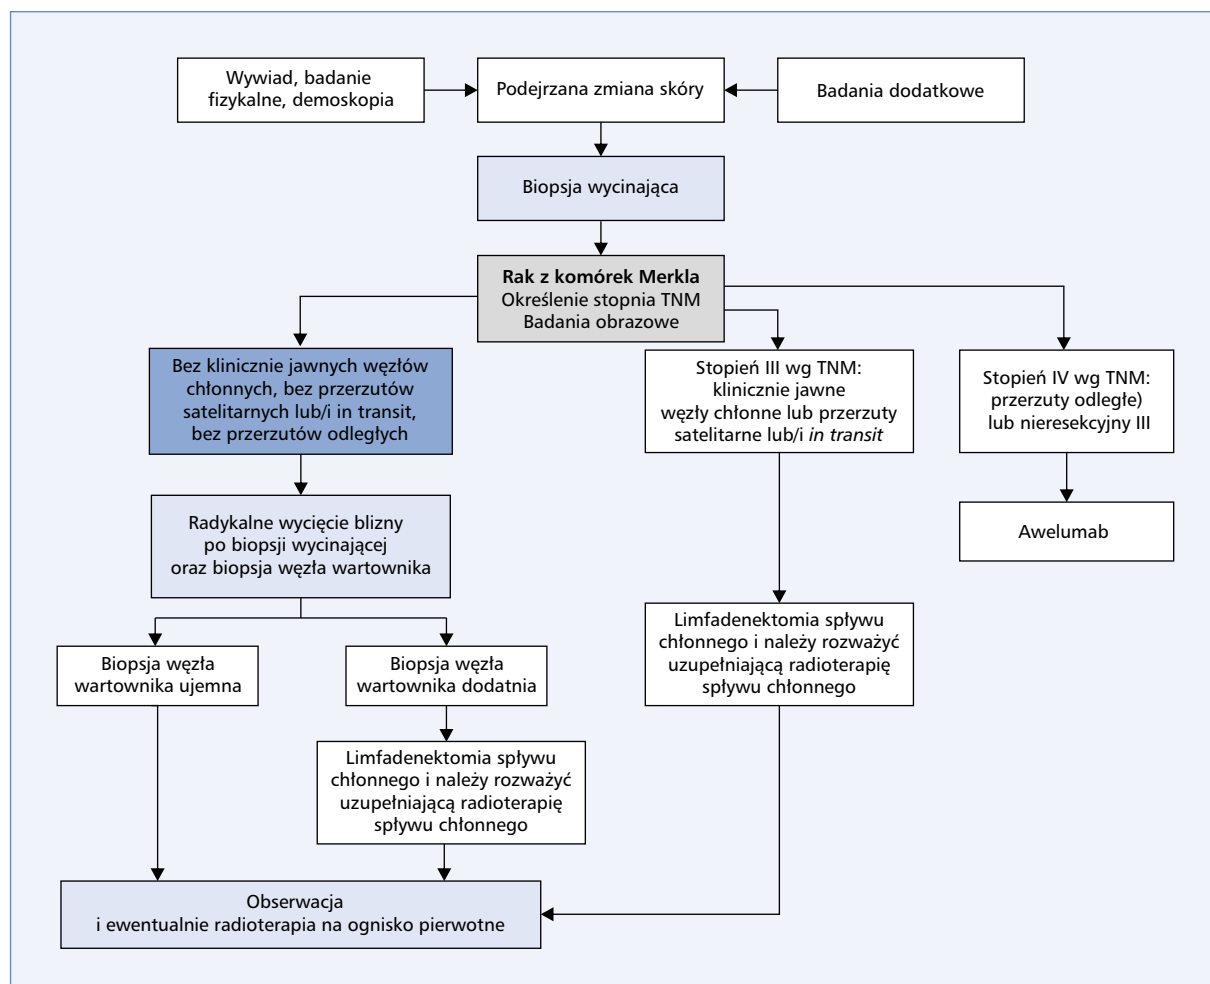 Wywiad, badanie
fizykalne, demoskopia
Podejrzana zmiana skóry
Badania dodatkowe
Biopsja wycinająca
Rak z komórek Merkla
Określenie stopnia TNM
Badania obrazowe
Bez klinicznie jawnych węzłów
chłonnych, bez przerzutów
satelitarnych lub/i in transit,
bez przerzutów odległych
Stopień III wg TNM:
klinicznie jawne
węzły chłonne lub przerzuty
satelitarne lub/i in transit
Stopień IV wg TNM:
przerzuty odległe)
lub nieresekcyjny III
Radykalne wycięcie blizny
po biopsji wycinającej
oraz biopsja węzła wartownika
Awelumab
Biopsja węzła
wartownika ujemna
Biopsja węzła
wartownika dodatnia
Limfadenektomia spływu
chłonnego i należy rozważyć
uzupełniającą radioterapię
spływu chłonnego
Limfadenektomia spływu
chłonnego i należy rozważyć
uzupełniającą radioterapię
spływu chłonnego
Obserwacja
i ewentualnie radioterapia na ognisko pierwotne